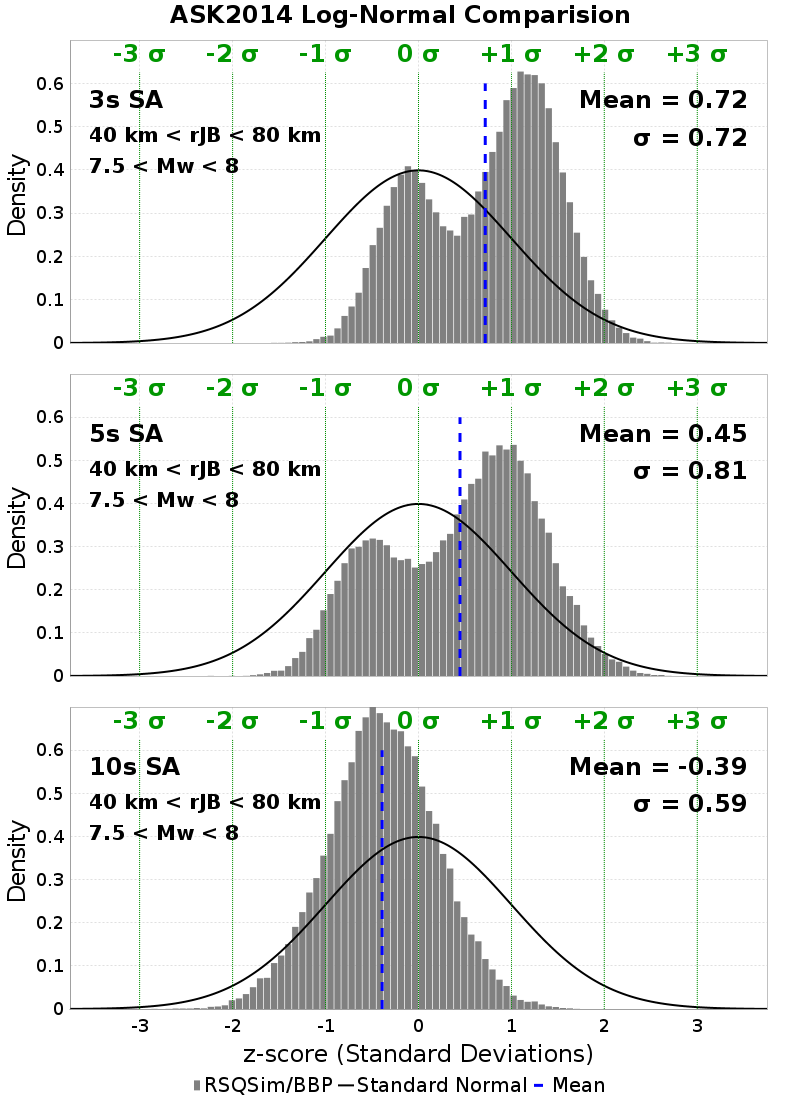 ASK2014 Log-Normal Comparision
-3 σ -2 σ -1 σ 0 σ +1 σ +2 σ +3 σ
0.6
3s SA Mean = 0.72
0.5
40 km < rJB < 80 km σ = 0.72
0.4
7.5 < Mw < 8
0.3
Density
0.2
0.1
0
-3 σ -2 σ -1 σ 0 σ +1 σ +2 σ +3 σ
0.6
5s SA Mean = 0.45
0.5
40 km < rJB < 80 km σ = 0.81
0.4
7.5 < Mw < 8
0.3
Density
0.2
0.1
0
-3 σ -2 σ -1 σ 0 σ +1 σ +2 σ +3 σ
0.6
10s SA Mean = -0.39
0.5
40 km < rJB < 80 km σ = 0.59
0.4
7.5 < Mw < 8
0.3
Density
0.2
0.1
0
-3 -2 -1 0 1 2 3
z-score (Standard Deviations)
RSQSim/BBP Standard Normal Mean